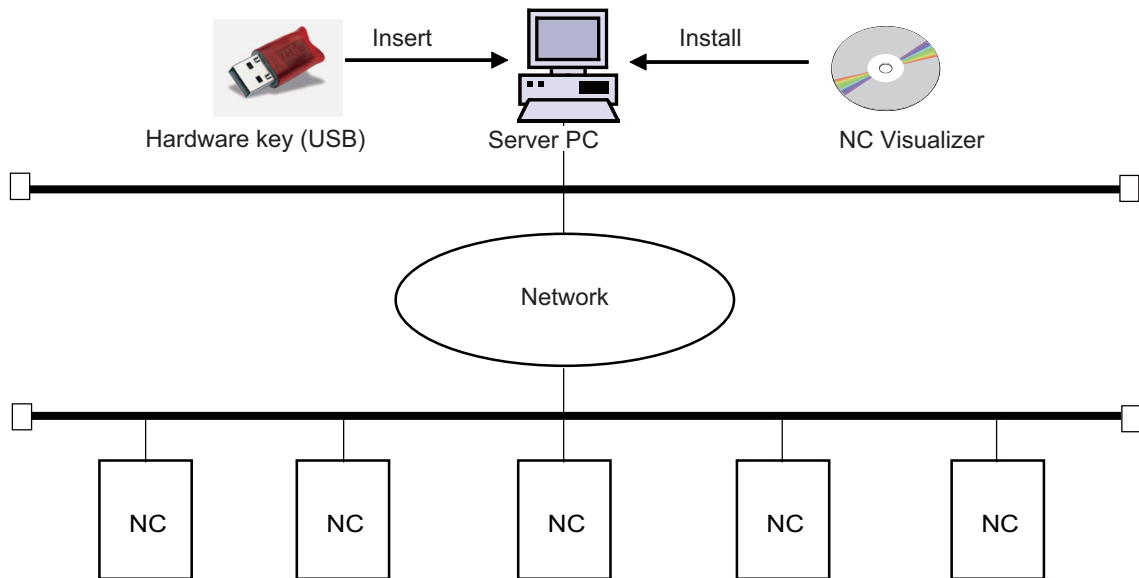 Insert
Install
Hardware key (USB)
Server PC
NC Visualizer
Network
NC
NC
NC
NC
NC